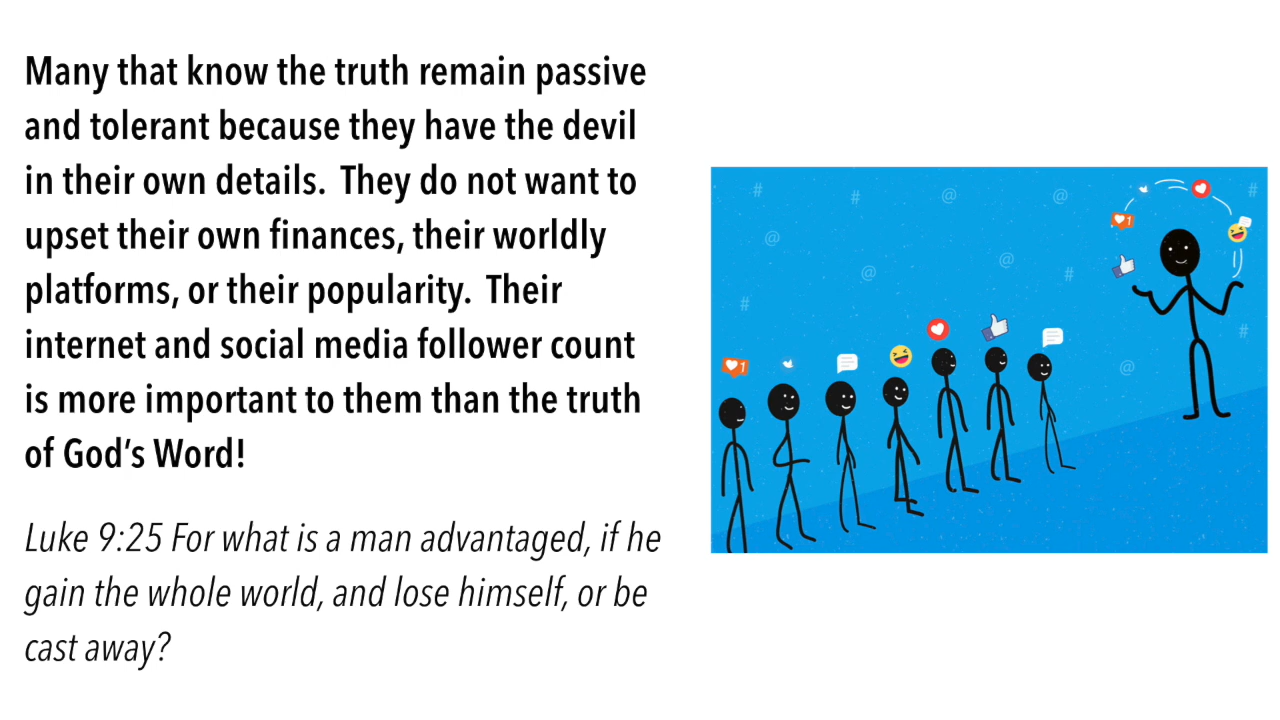 Many that know the truth remain passive
and tolerant because they have the devil
in their own details.  They do not want to
upset their own finances, their worldly
platforms, or their popularity.  Their
internet and social media follower count
is more important to them than the truth
of God’s Word!
Luke 9:25 For what is a man advantaged, if he
gain the whole world, and lose himself, or be
cast away?
# # @ @ #
@ @ @ # # #
@
1
1